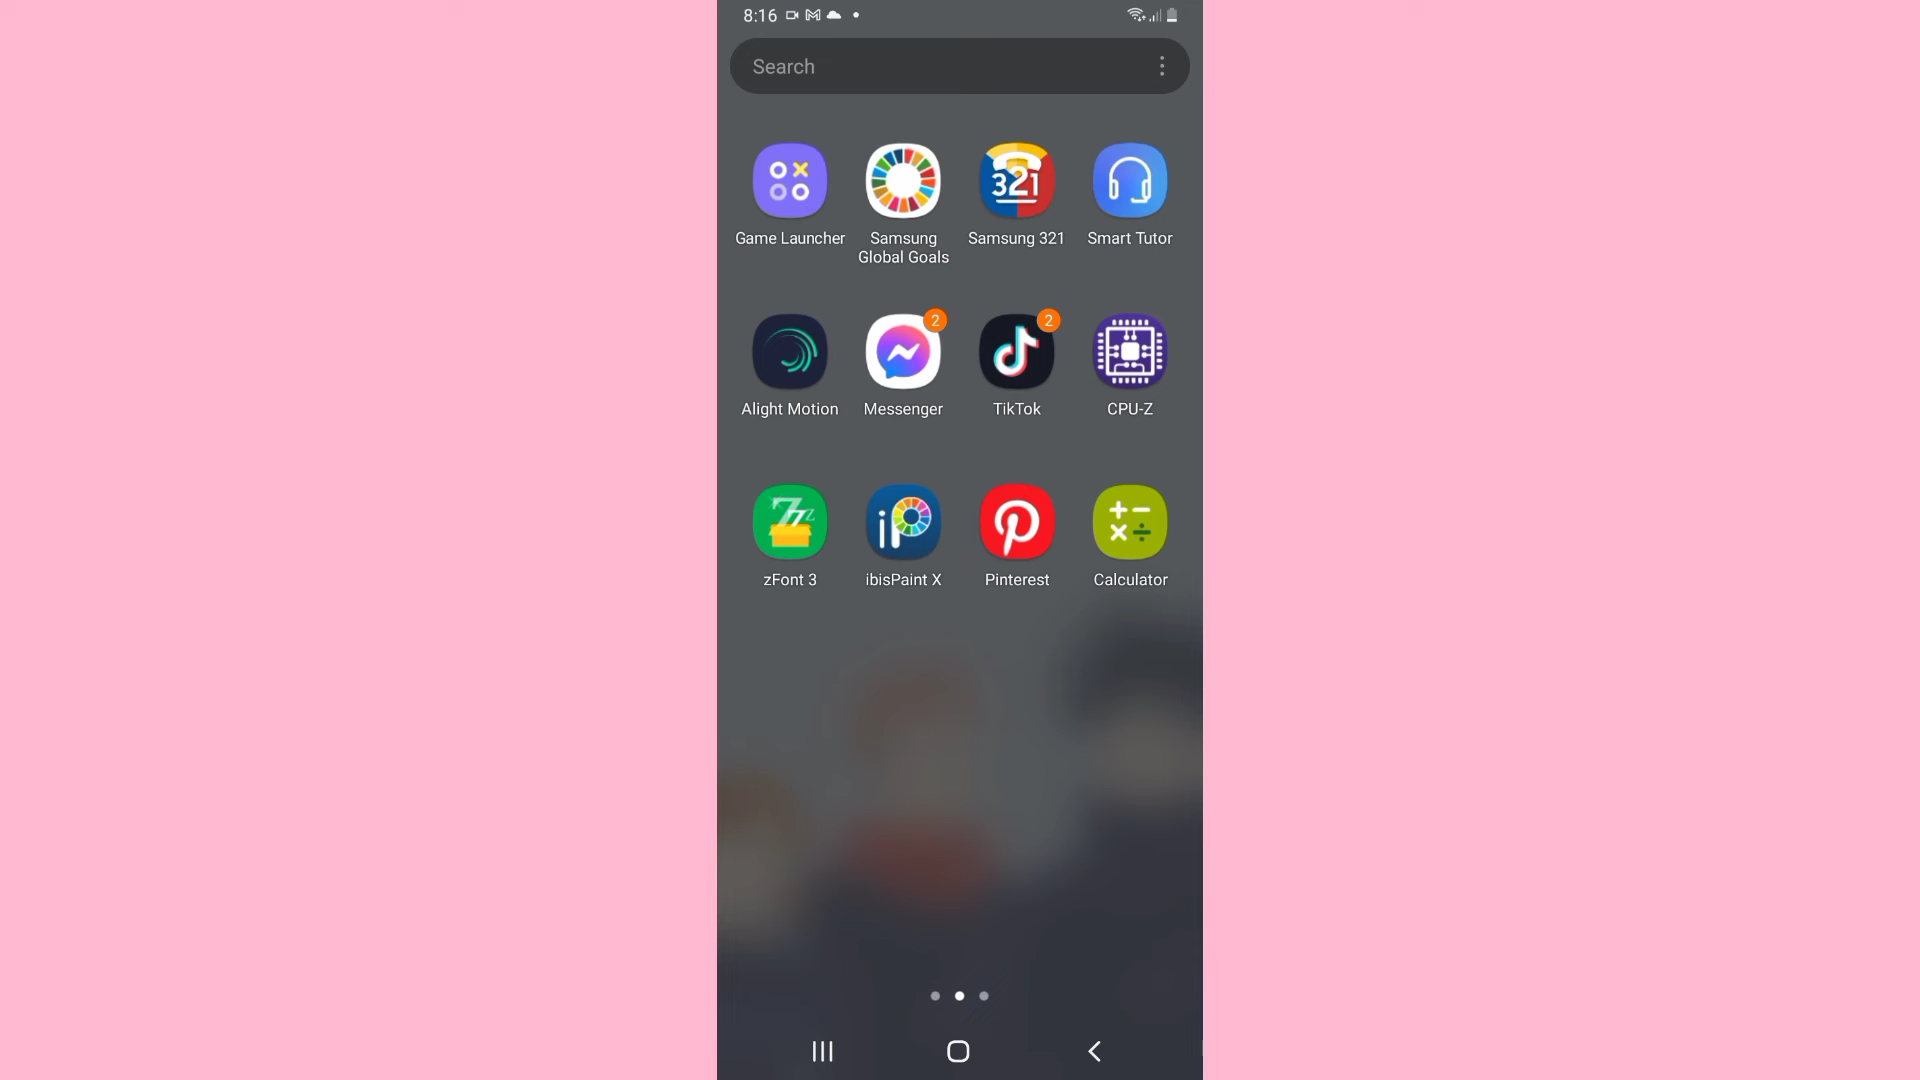 8:16
Search
321
Game Launcher
Samsung
Global Goals
Samsung 321
Smart Tutor
2
2
Alight Motion
Messenger
TikTok
CPU-Z
zFont 3
ibisPaint X
Pinterest
Calculator